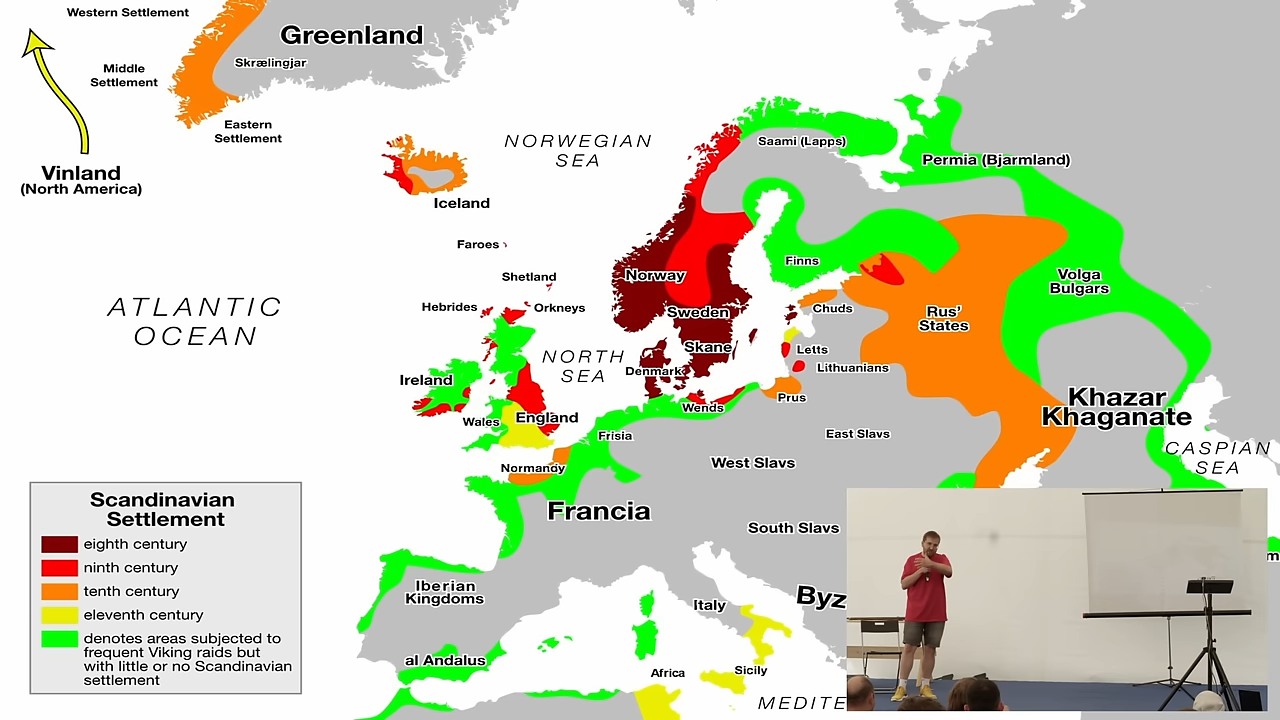 Western Settlement
Greenland
Skrælingjar
Middle
Settlement
Eastern
Settlement
Vinland
(North America)
NORWEGIAN
SEA
Saami (Lapps)
Permia (Bjarmland)
Iceland
Faroes
Shetland
Finns
Norway
Volga
Bulgars
ATLANTIC
OCEAN
Hebrides
Orkneys
Sweden
Chuds
Rus’
States
NORTH
SEA
Skane
Letts
Denmark
Lithuanians
Ireland
Prus
Wends
Khazar
Khaganate
Wales
England
Frisia
East Slavs
CASPIAN
SEA
Normandy
West Slavs
Francia
South Slavs
Scandinavian
Settlement
eighth century
ninth century
tenth century
eleventh century
denotes areas subjected to
frequent Viking raids but
with little or no Scandinavian
settlement
Iberian
Kingdoms
Italy
Byz
al Andalus
Africa
Sicily
MEDITE
m